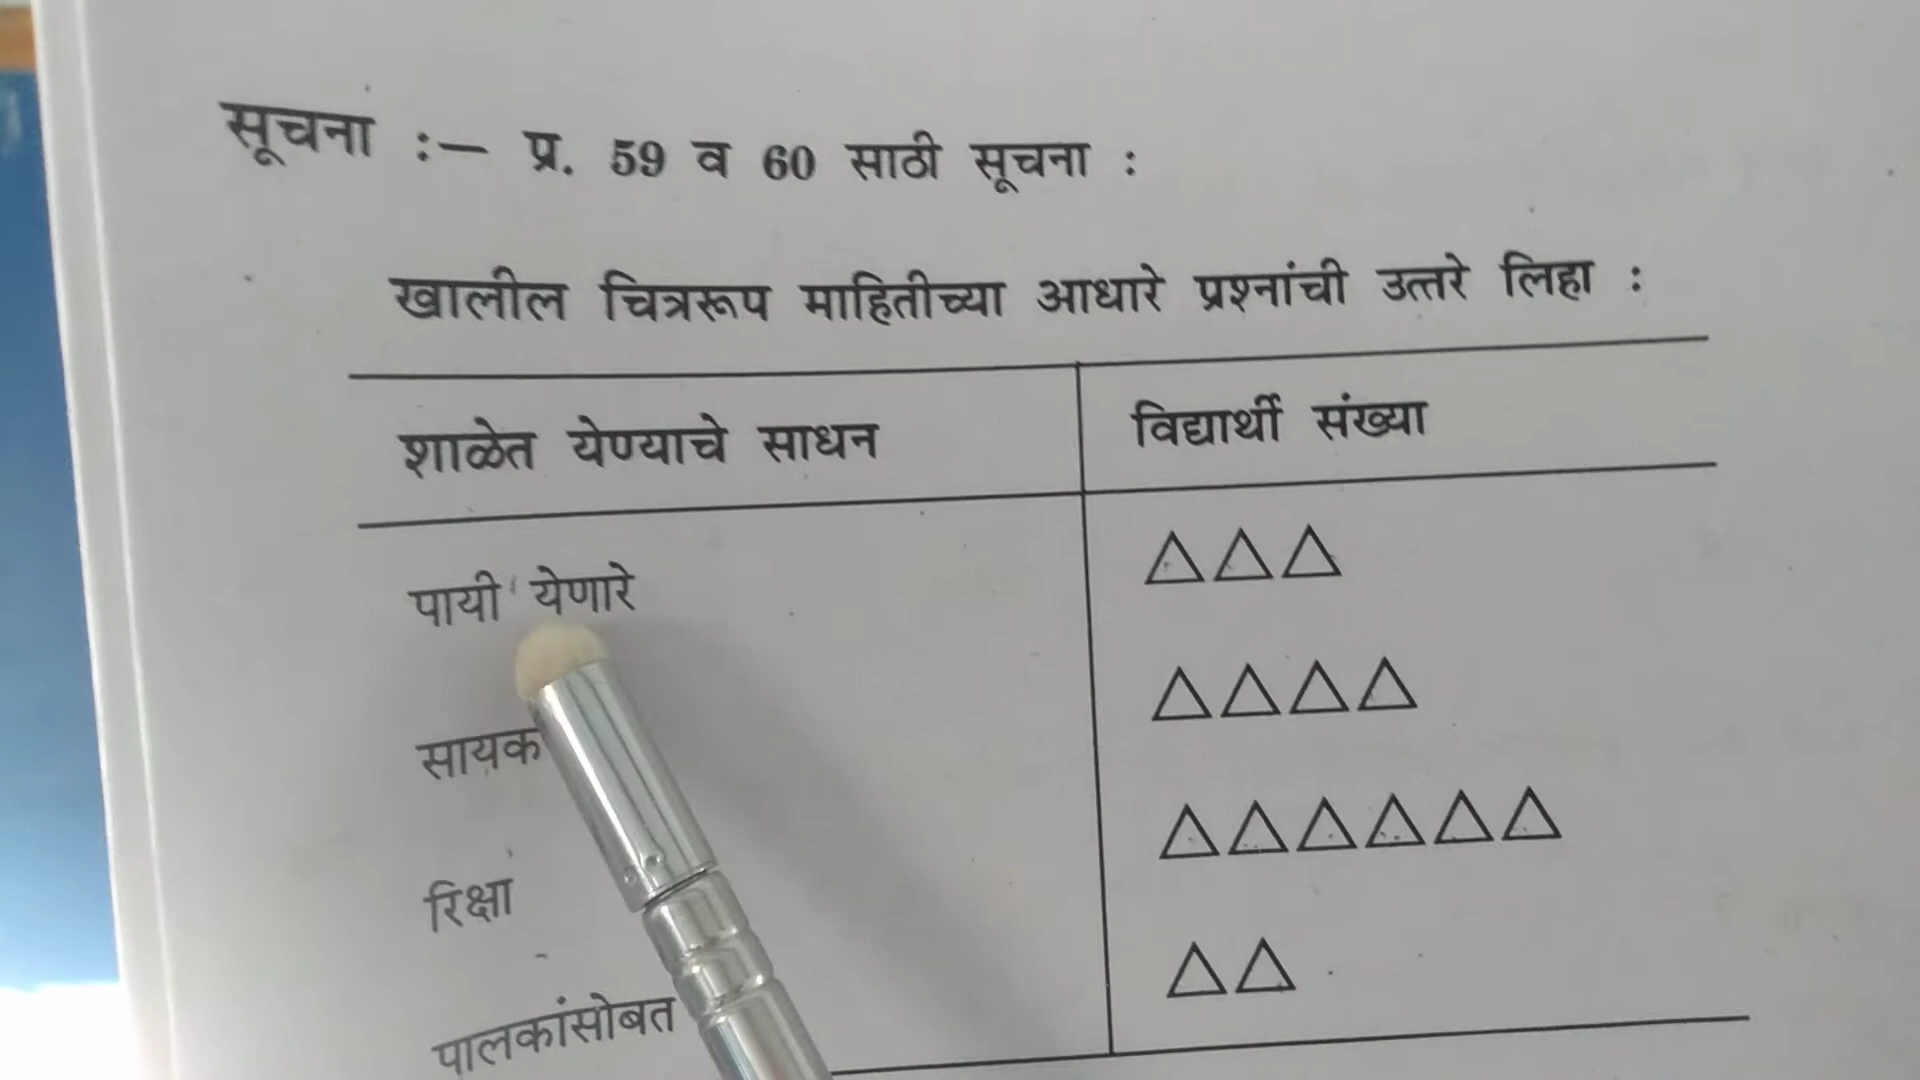 सूचना :— प्र. 59 व 60 साठी सूचना :
खालील चित्ररूप माहितीच्या आधारे प्रश्नांची उत्तरे लिहा :
शाळेत येण्याचे साधन विद्यार्थी संख्या
पायी येणारे △△△
△△△△
रिक्षा △△△△△△
पालकांसोबत △△